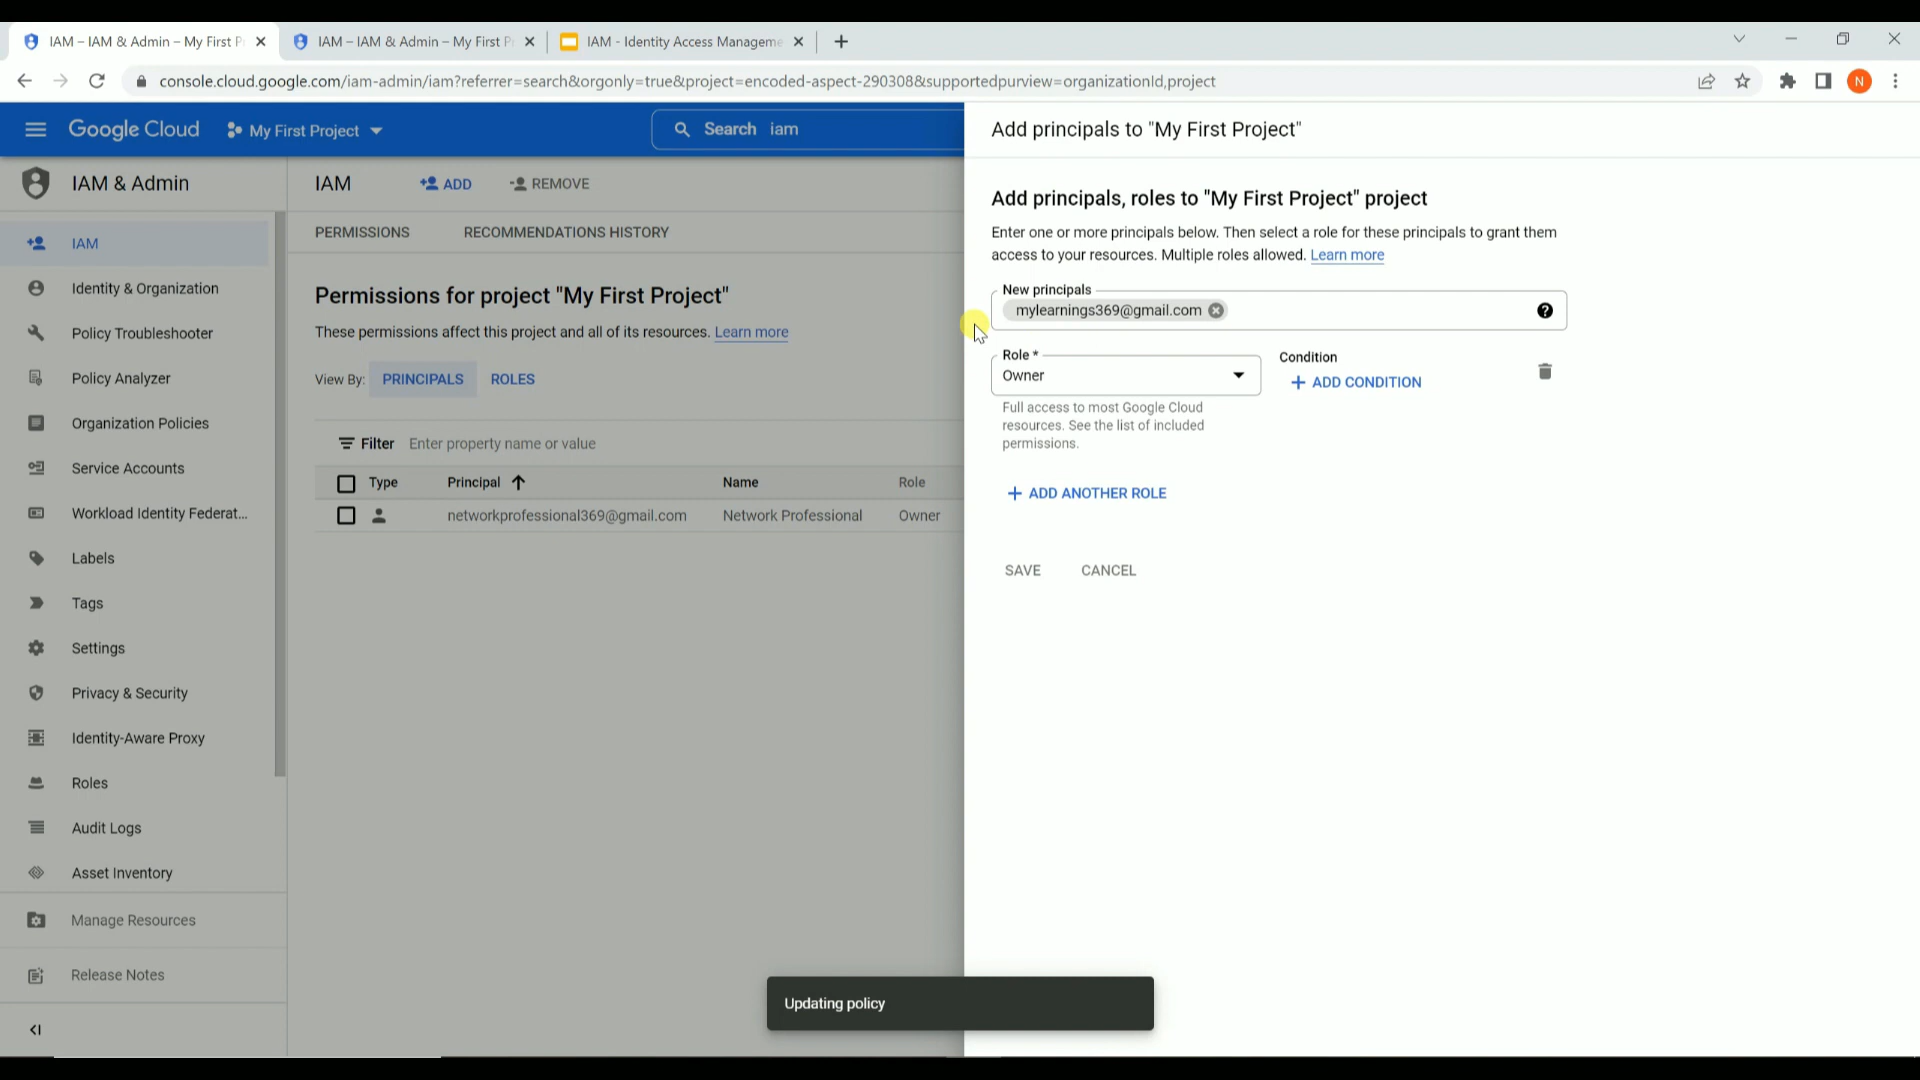 IAM – IAM & Admin – My First P
IAM – IAM & Admin – My First P
IAM - Identity Access Manageme
console.cloud.google.com/iam-admin/iam?referrer=search&orgonly=true&project=encoded-aspect-290308&supportedpurview=organizationId,project
N
Google Cloud
My First Project
Search iam
IAM & Admin
IAM
Identity & Organization
Policy Troubleshooter
Policy Analyzer
Organization Policies
Service Accounts
Workload Identity Federat...
Labels
Tags
Settings
Privacy & Security
Identity-Aware Proxy
Roles
Audit Logs
Asset Inventory
Manage Resources
Release Notes
IAM
ADD
REMOVE
PERMISSIONS
RECOMMENDATIONS HISTORY
Permissions for project "My First Project"
These permissions affect this project and all of its resources. Learn more
View By: PRINCIPALS ROLES
Filter Enter property name or value
Type Principal Name Role
networkprofessional369@gmail.com Network Professional Owner
Add principals to "My First Project"
Add principals, roles to "My First Project" project
Enter one or more principals below. Then select a role for these principals to grant them
access to your resources. Multiple roles allowed. Learn more
New principals
mylearnings369@gmail.com
Role *
Owner
Condition
ADD CONDITION
Full access to most Google Cloud
resources. See the list of included
permissions.
ADD ANOTHER ROLE
SAVE
CANCEL
Updating policy